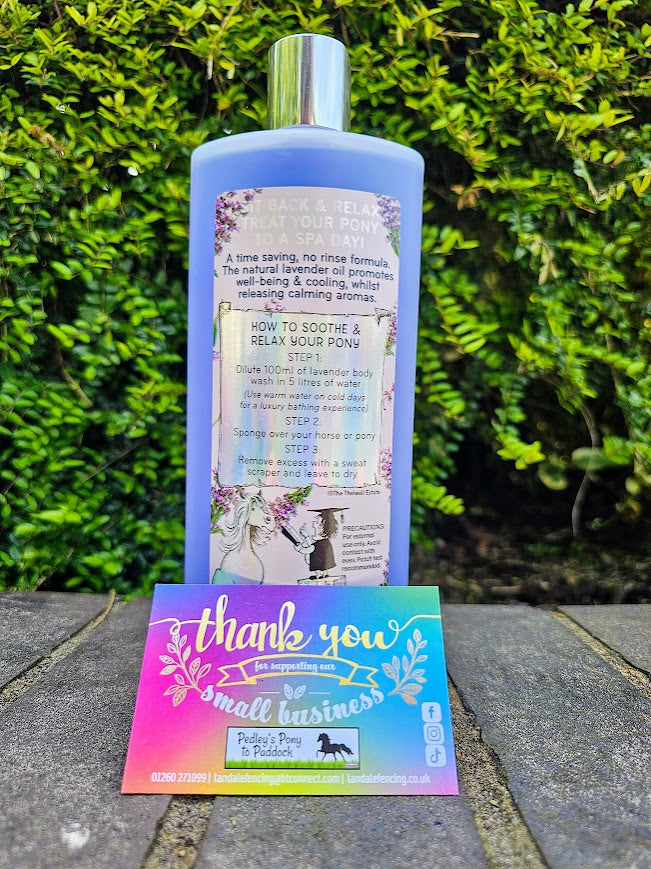 SIT BACK & RELAX
TREAT YOUR PONY
TO A SPA DAY!
A time saving, no rinse formula.
The natural lavender oil promotes
well-being & cooling, whilst
releasing calming aromas.
HOW TO SOOTHE &
RELAX YOUR PONY
STEP 1:
Dilute 100ml of lavender body
wash in 5 litres of water
(Use warm water on cold days
for a luxury bathing experience)
STEP 2:
Sponge over your horse or pony
STEP 3:
Remove excess with a sweat
scraper and leave to dry
©The Thelwell Estate
PRECAUTIONS:
For external
use only. Avoid
contact with
eyes. Patch test
recommended.
thank you
for supporting our
small business
Pedley's Pony
to Paddock
01260 271099 | landalefencing@btconnect.com | landalefencing.co.uk